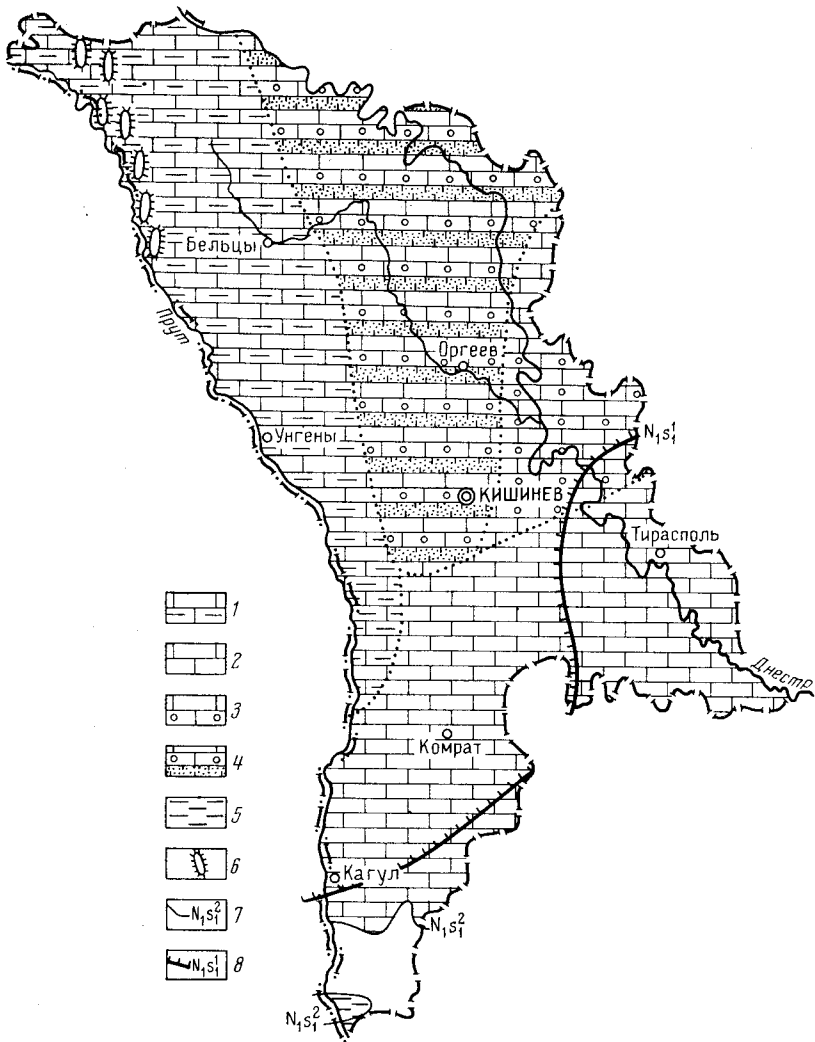 Бельцы
Прут
Оргеев
Унгены
N₁s₁¹
КИШИНЕВ
Тирасполь
Днестр
Комрат
Кагул
N₁s₁²
N₁s₁²
1
2
3
4
5
6
N₁s₁² 7
N₁s₁¹ 8